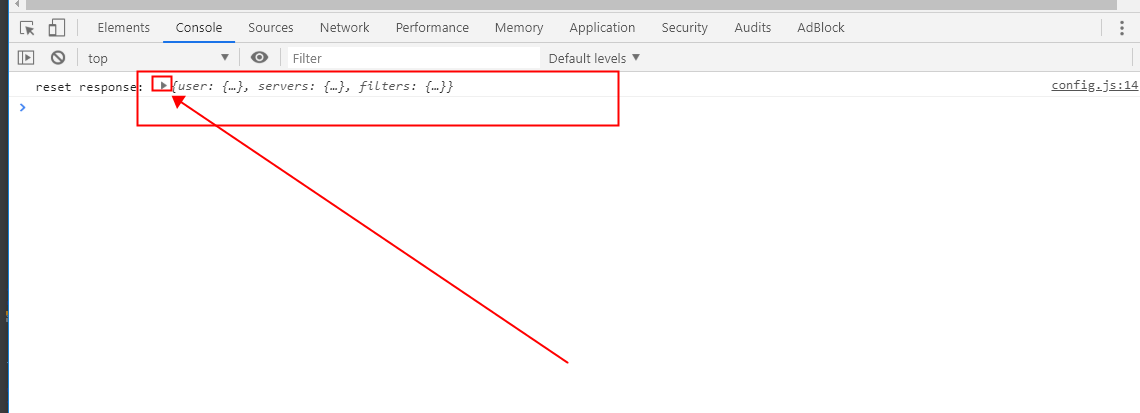 Elements Console Sources Network Performance Memory Application Security Audits AdBlock
top Filter Default levels
reset response: {user: {…}, servers: {…}, filters: {…}} config.js:14